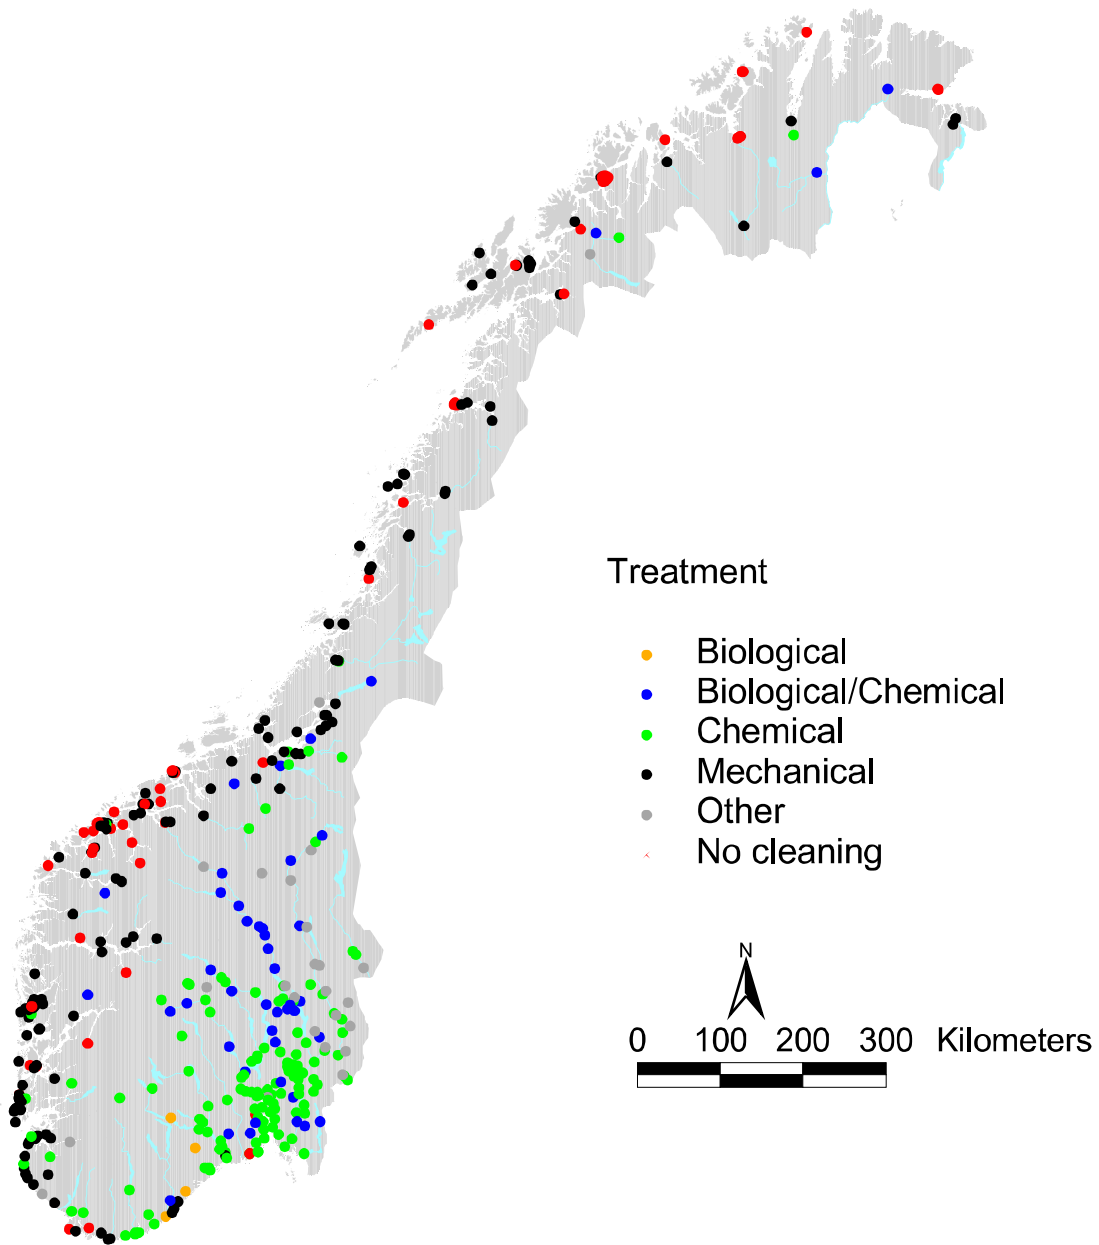 Treatment
Biological
Biological/Chemical
Chemical
Mechanical
Other
No cleaning
N
0 100 200 300 Kilometers